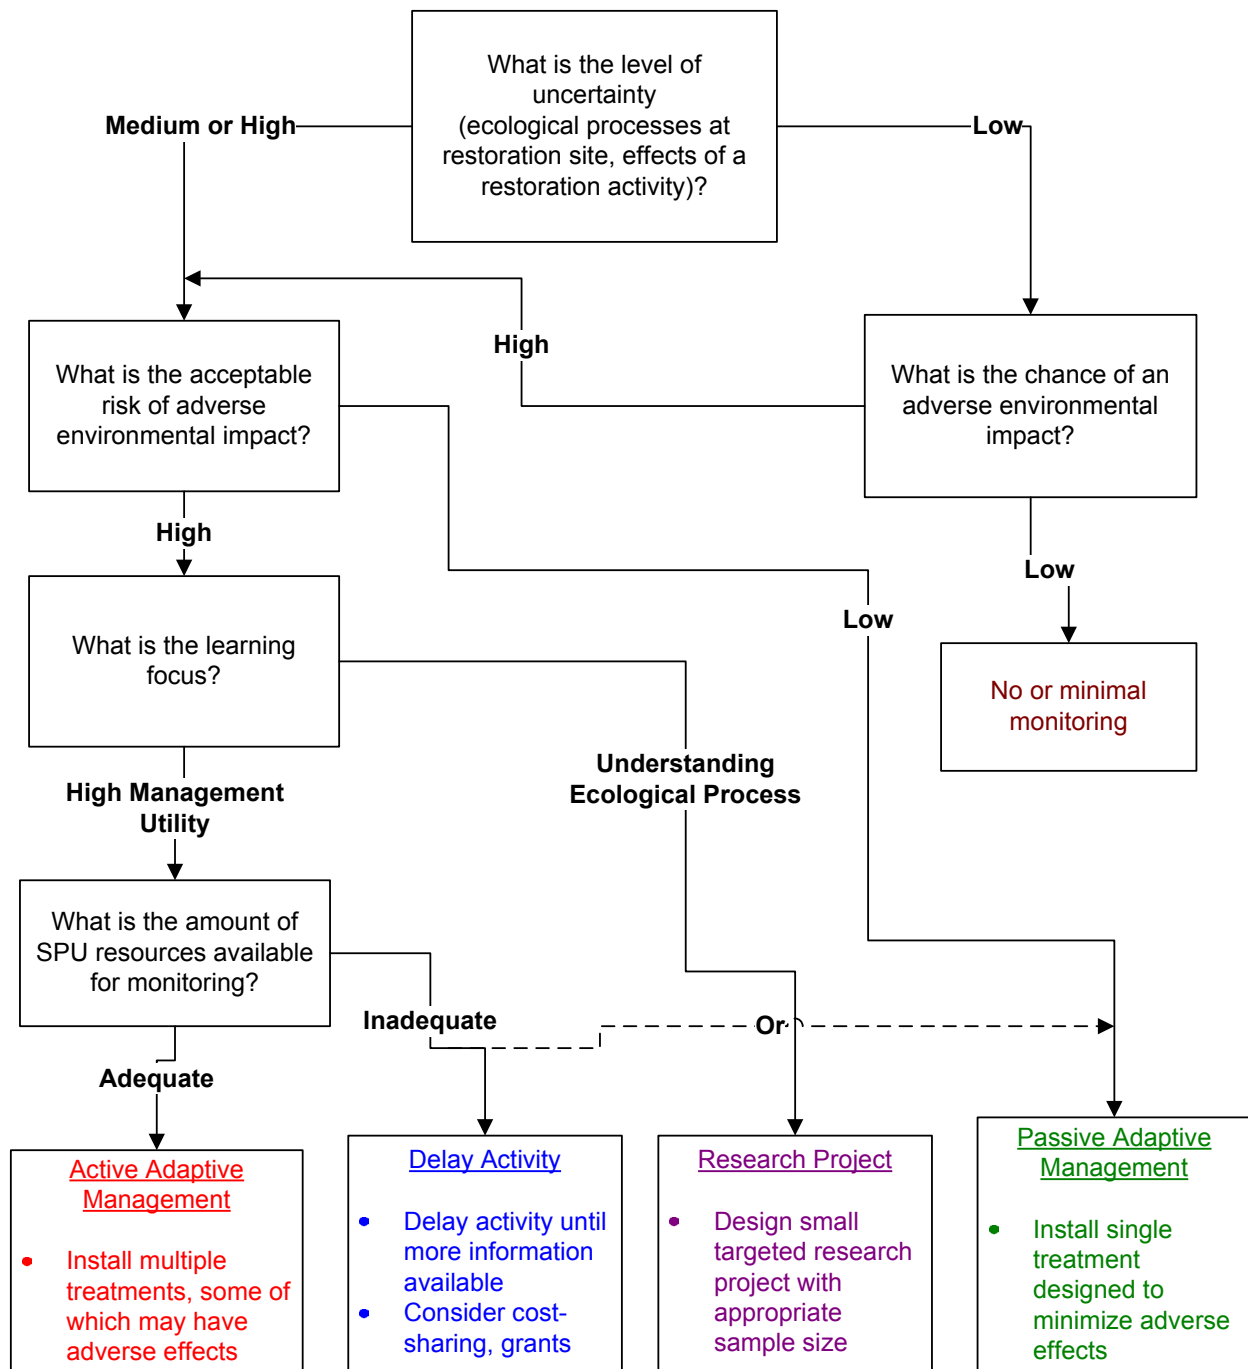 What is the level of
uncertainty
(ecological processes at
restoration site, effects of a
restoration activity)?
Medium or High
Low
What is the acceptable
risk of adverse
environmental impact?
High
What is the chance of an
adverse environmental
impact?
High
Low
Low
What is the learning
focus?
No or minimal
monitoring
High Management
Utility
Understanding
Ecological Process
What is the amount of
SPU resources available
for monitoring?
Inadequate
Or
Adequate
Active Adaptive
Management
• Install multiple
treatments, some of
which may have
adverse effects
Delay Activity
• Delay activity until
more information
available
• Consider cost-
sharing, grants
Research Project
• Design small
targeted research
project with
appropriate
sample size
Passive Adaptive
Management
• Install single
treatment
designed to
minimize adverse
effects